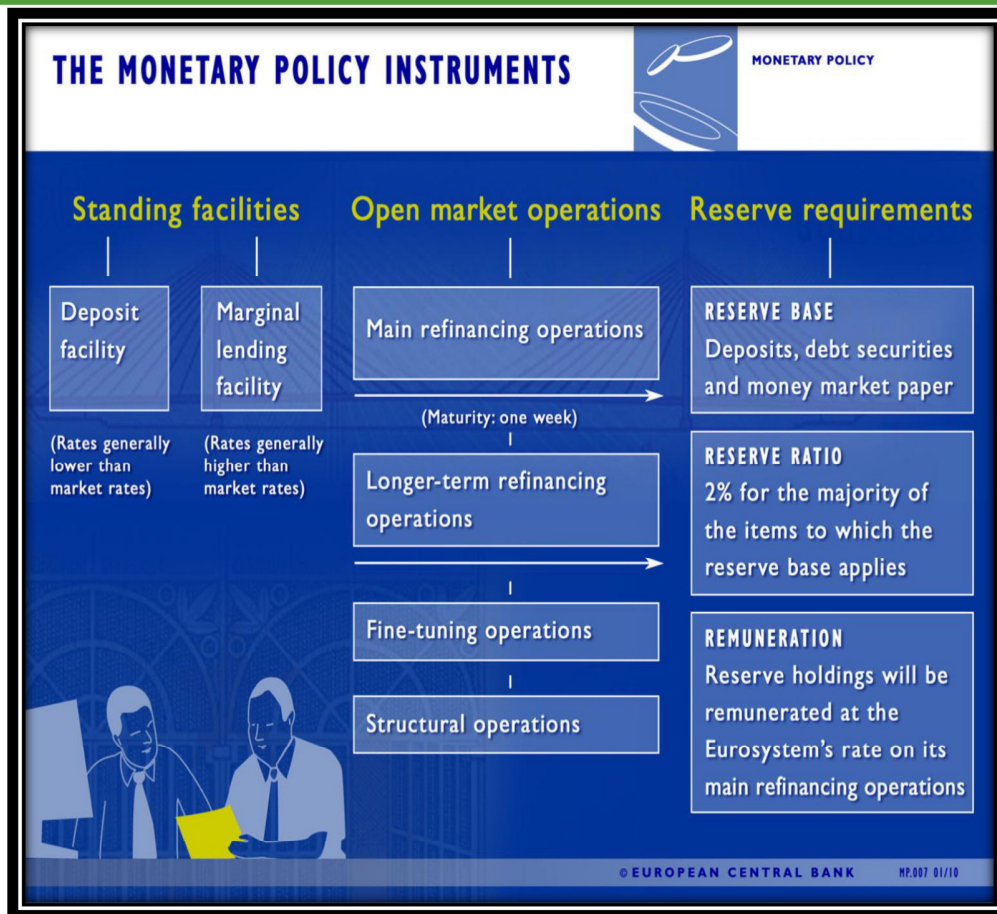 THE MONETARY POLICY INSTRUMENTS
MONETARY POLICY
Standing facilities
Deposit
facility
(Rates generally
lower than
market rates)
Marginal
lending
facility
(Rates generally
higher than
market rates)
Open market operations
Main refinancing operations
(Maturity: one week)
Longer-term refinancing
operations
Fine-tuning operations
Structural operations
Reserve requirements
RESERVE BASE
Deposits, debt securities
and money market paper
RESERVE RATIO
2% for the majority of
the items to which the
reserve base applies
REMUNERATION
Reserve holdings will be
remunerated at the
Eurosystem's rate on its
main refinancing operations
© EUROPEAN CENTRAL BANK MP.007 01/10